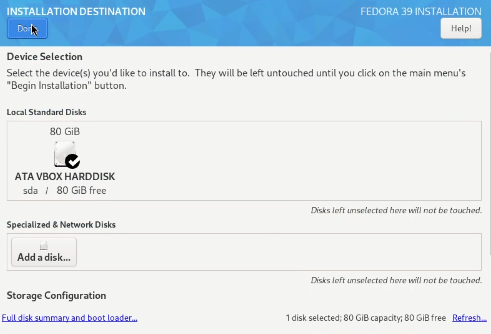 INSTALLATION DESTINATION
FEDORA 39 INSTALLATION
Done
Help!
Device Selection
Select the device(s) you'd like to install to.  They will be left untouched until you click on the main menu's
"Begin Installation" button.
Local Standard Disks
80 GiB
ATA VBOX HARDDISK
sda / 80 GiB free
Disks left unselected here will not be touched.
Specialized & Network Disks
Add a disk...
Disks left unselected here will not be touched.
Storage Configuration
Full disk summary and boot loader...
1 disk selected; 80 GiB capacity; 80 GiB free Refresh...